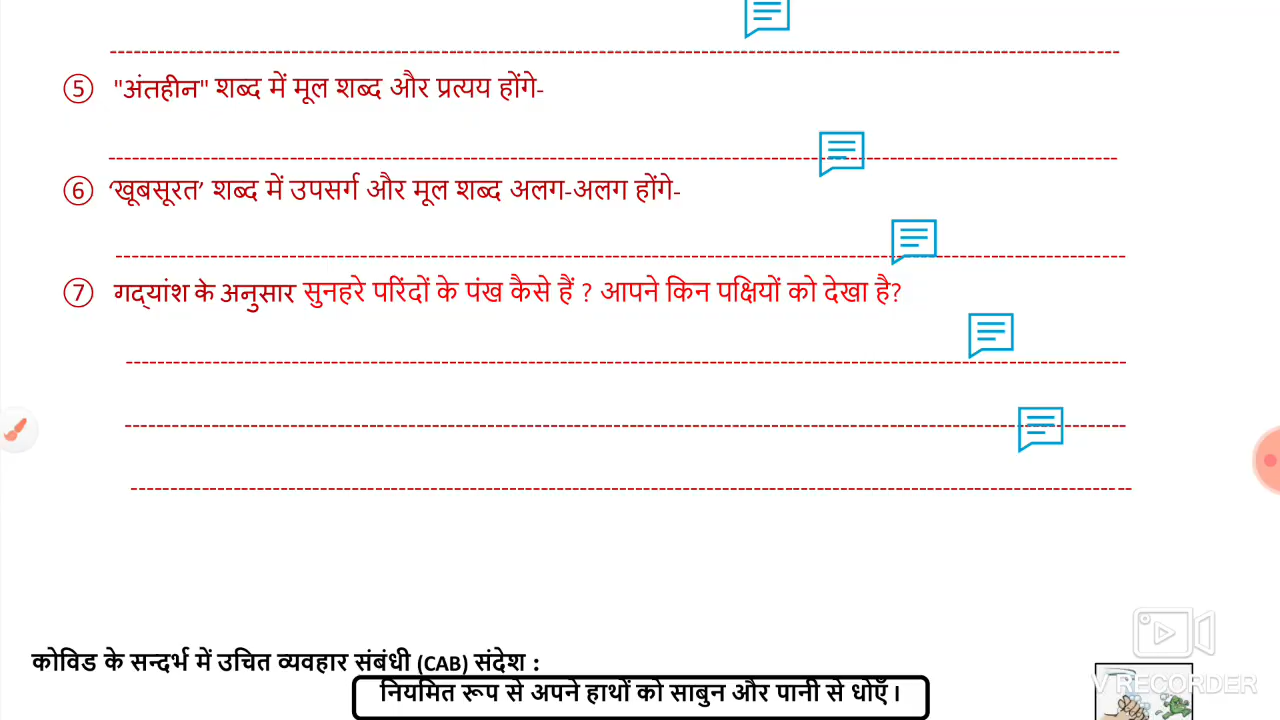 ⑤ "अंतहीन" शब्द में मूल शब्द और प्रत्यय होंगे-
⑥ ‘खूबसूरत’ शब्द में उपसर्ग और मूल शब्द अलग-अलग होंगे-
⑦ गद्यांश के अनुसार सुनहरे परिंदों के पंख कैसे हैं ? आपने किन पक्षियों को देखा है?
कोविड के सन्दर्भ में उचित व्यवहार संबंधी (CAB) संदेश :
नियमित रूप से अपने हाथों को साबुन और पानी से धोएँ ।
V RECORDER